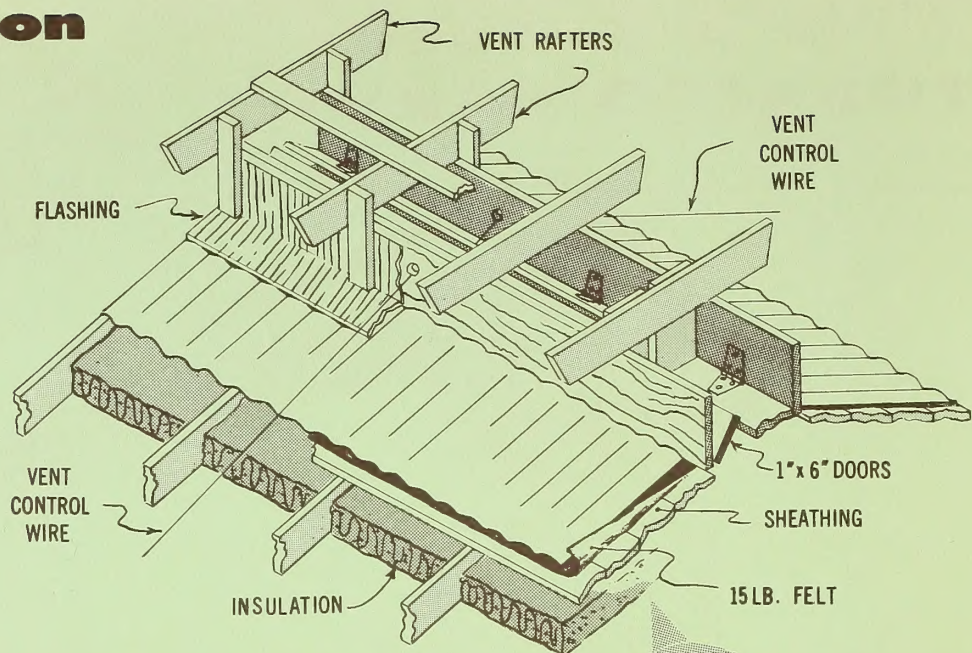 on
VENT RAFTERS
VENT
CONTROL
WIRE
FLASHING
1"x 6" DOORS
SHEATHING
15 LB. FELT
VENT
CONTROL
WIRE
INSULATION